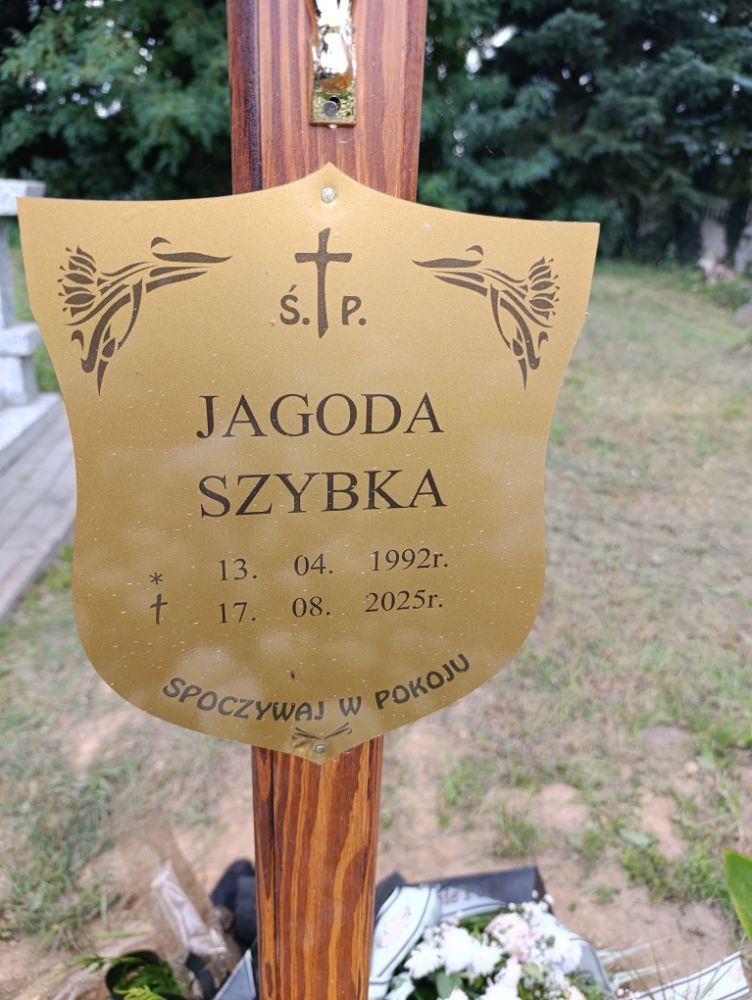 Ś. P.
JAGODA
SZYBKA
* 13. 04. 1992r.
† 17. 08. 2025r.
SPOCZYWAJ W POKOJU